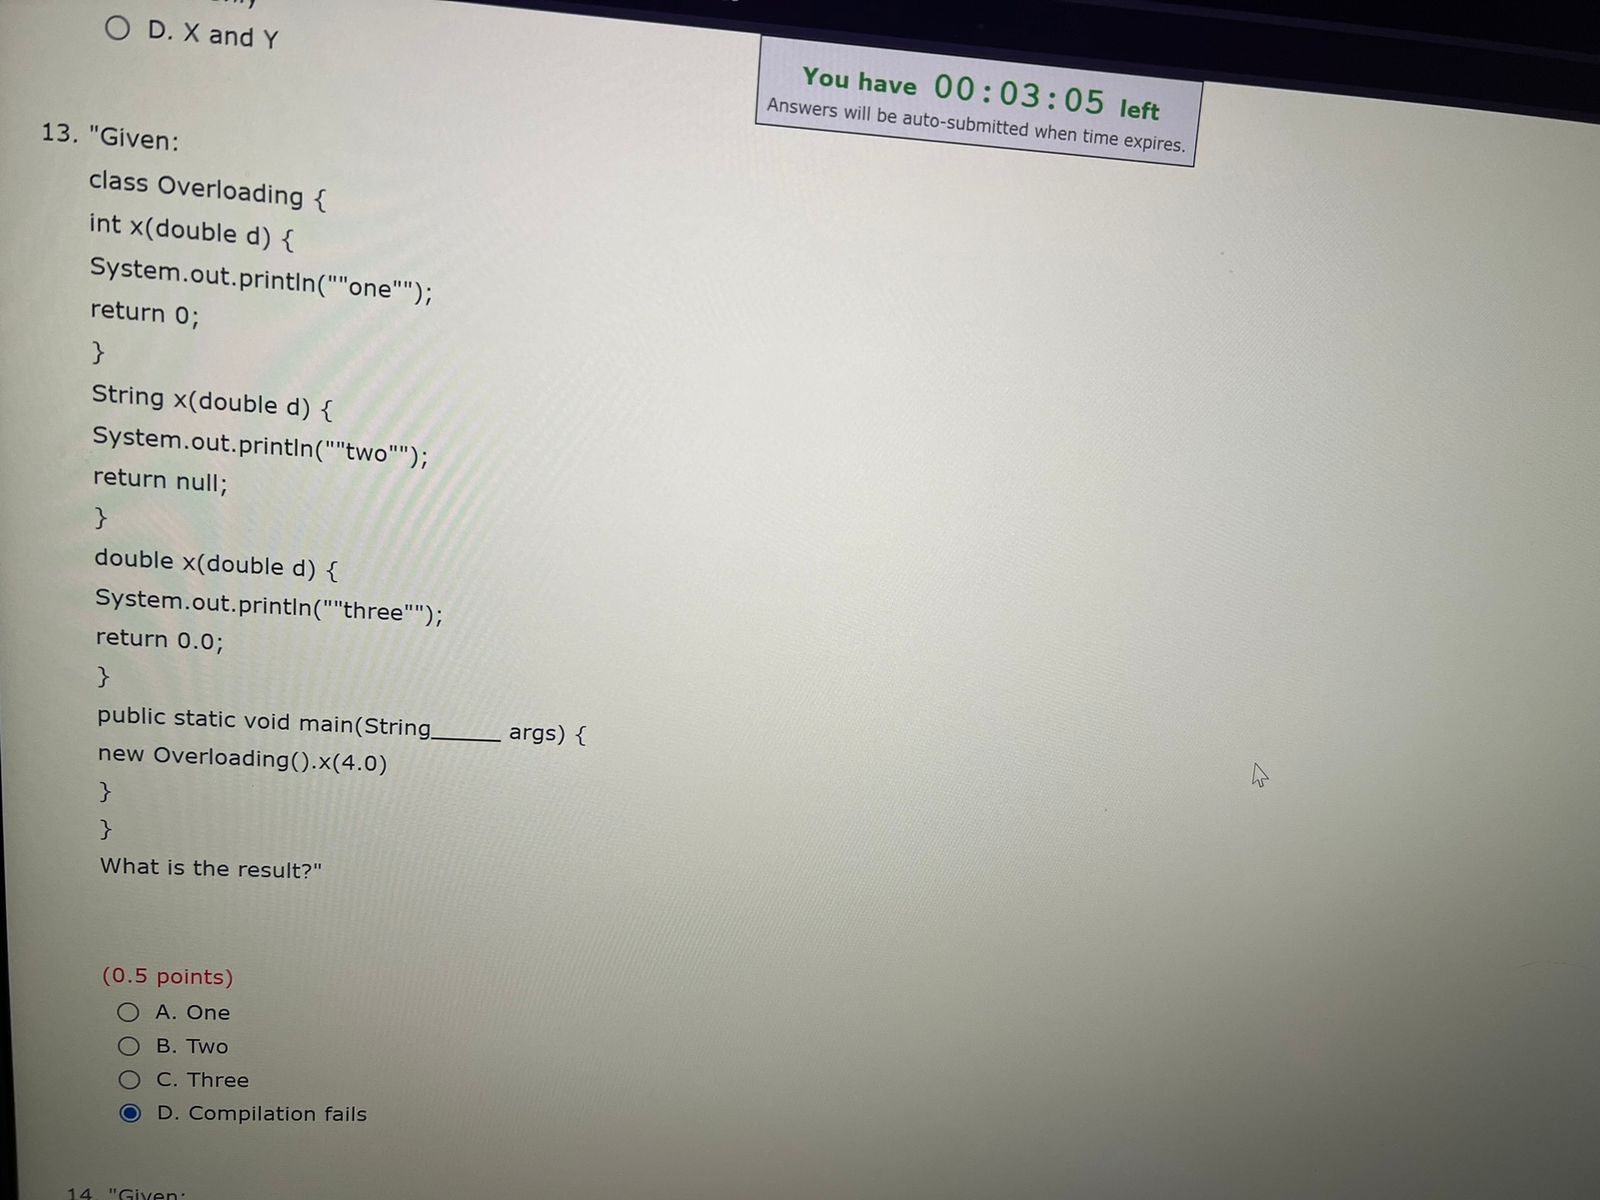 D. X and Y
You have 00:03:05 left
Answers will be auto-submitted when time expires.
13. "Given:
class Overloading {
int x(double d) {
System.out.println(""one"");
return 0;
}
String x(double d) {
System.out.println(""two"");
return null;
}
double x(double d) {
System.out.println(""three"");
return 0.0;
}
public static void main(String______ args) {
new Overloading().x(4.0)
}
}
What is the result?"
(0.5 points)
A. One
B. Two
C. Three
D. Compilation fails
14. "Given: